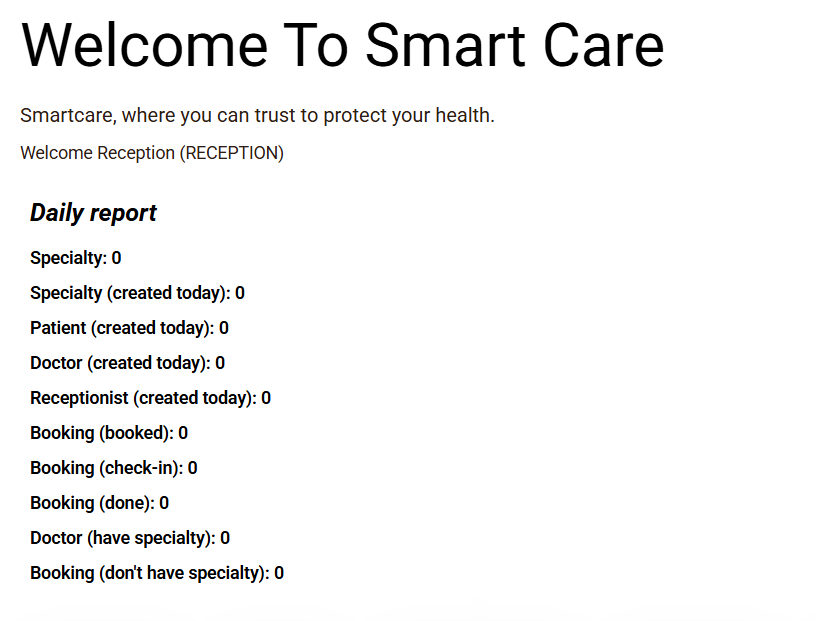 Welcome To Smart Care
Smartcare, where you can trust to protect your health.
Welcome Reception (RECEPTION)
Daily report
Specialty: 0
Specialty (created today): 0
Patient (created today): 0
Doctor (created today): 0
Receptionist (created today): 0
Booking (booked): 0
Booking (check-in): 0
Booking (done): 0
Doctor (have specialty): 0
Booking (don't have specialty): 0